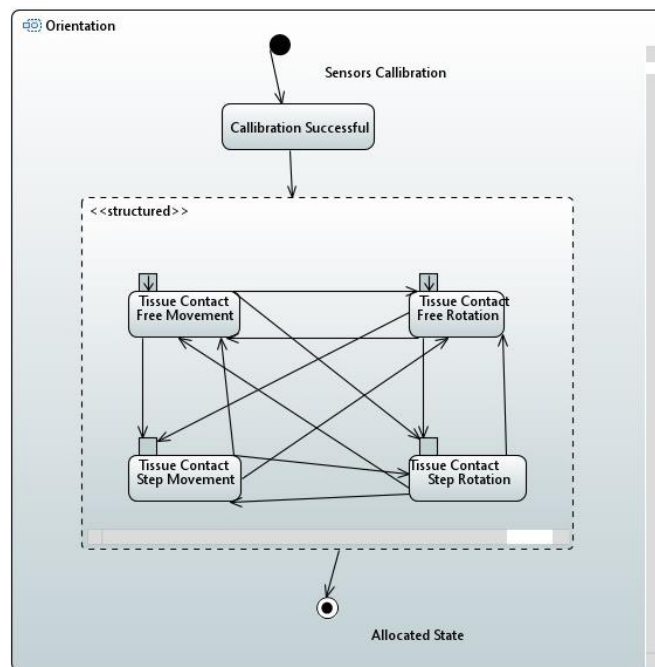 Orientation
Sensors Callibration
Callibration Successful
<<structured>>
Tissue Contact
Free Movement
Tissue Contact
Free Rotation
Tissue Contact
Step Movement
Tissue Contact
Step Rotation
Allocated State